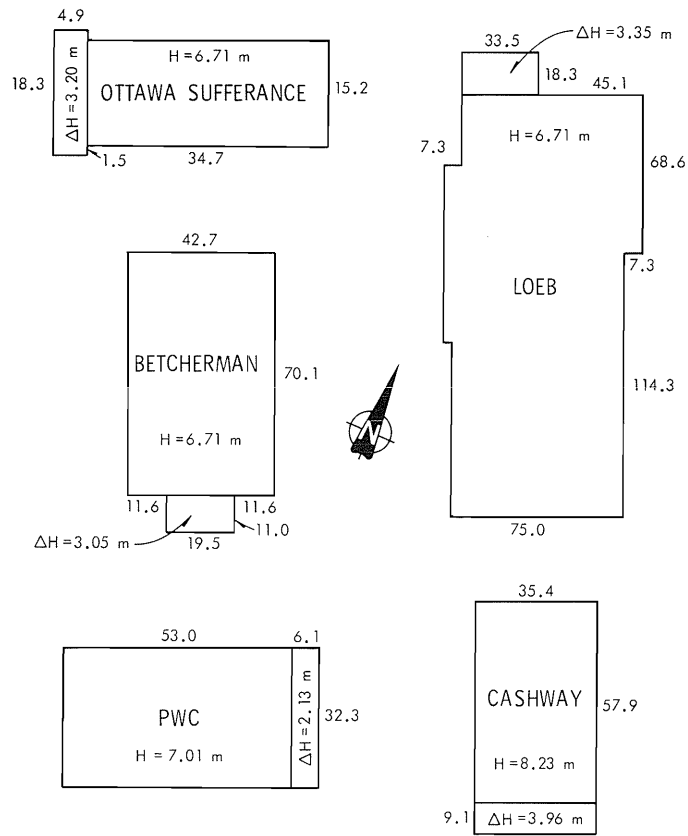 4.9
18.3
ΔH = 3.20 m
H = 6.71 m
OTTAWA SUFFERANCE
15.2
1.5
34.7
33.5
ΔH = 3.35 m
18.3
45.1
7.3
H = 6.71 m
68.6
7.3
LOEB
114.3
75.0
42.7
BETCHERMAN
70.1
H = 6.71 m
11.6
11.6
11.0
ΔH = 3.05 m
19.5
N
53.0
6.1
PWC
H = 7.01 m
ΔH = 2.13 m
32.3
35.4
CASHWAY
57.9
H = 8.23 m
9.1
ΔH = 3.96 m